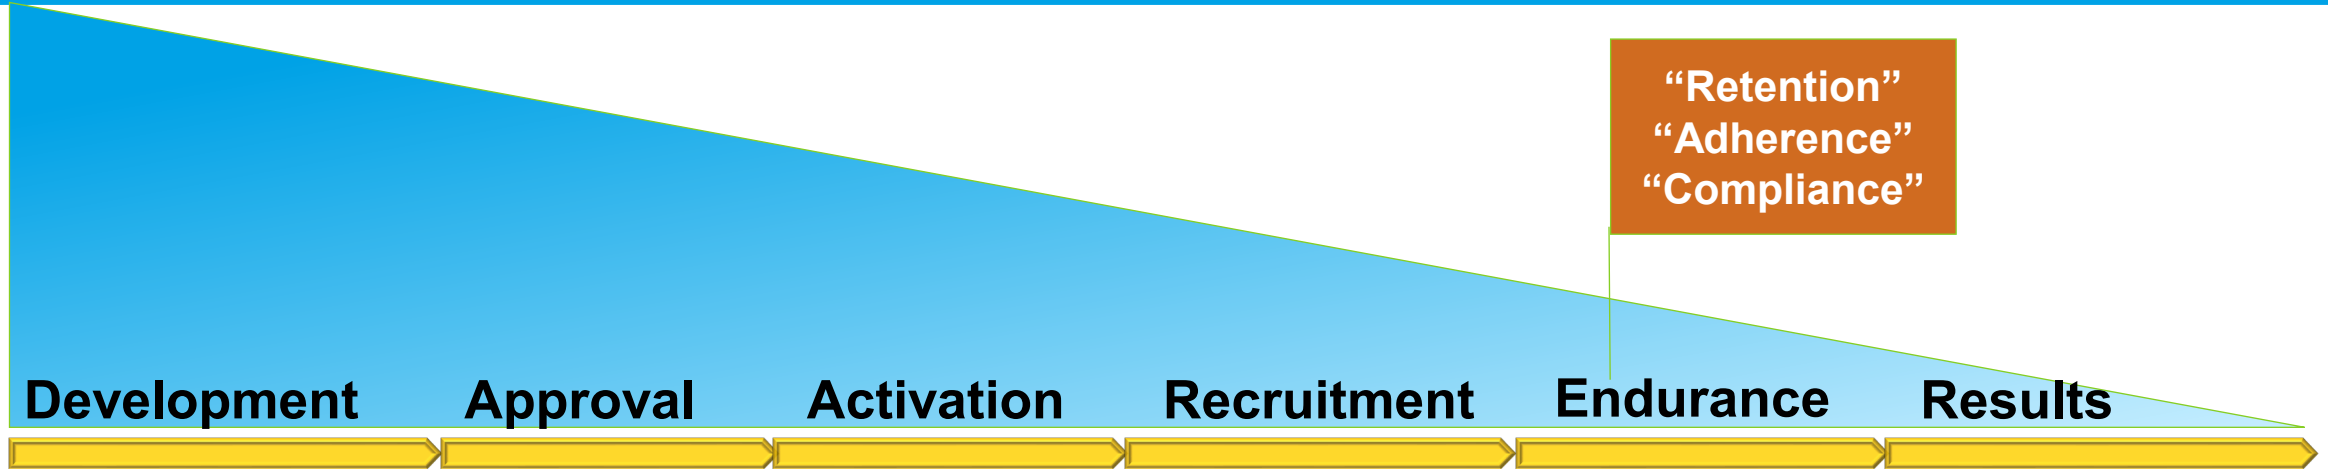 “Retention”
“Adherence”
“Compliance”
Development Approval Activation Recruitment Endurance Results